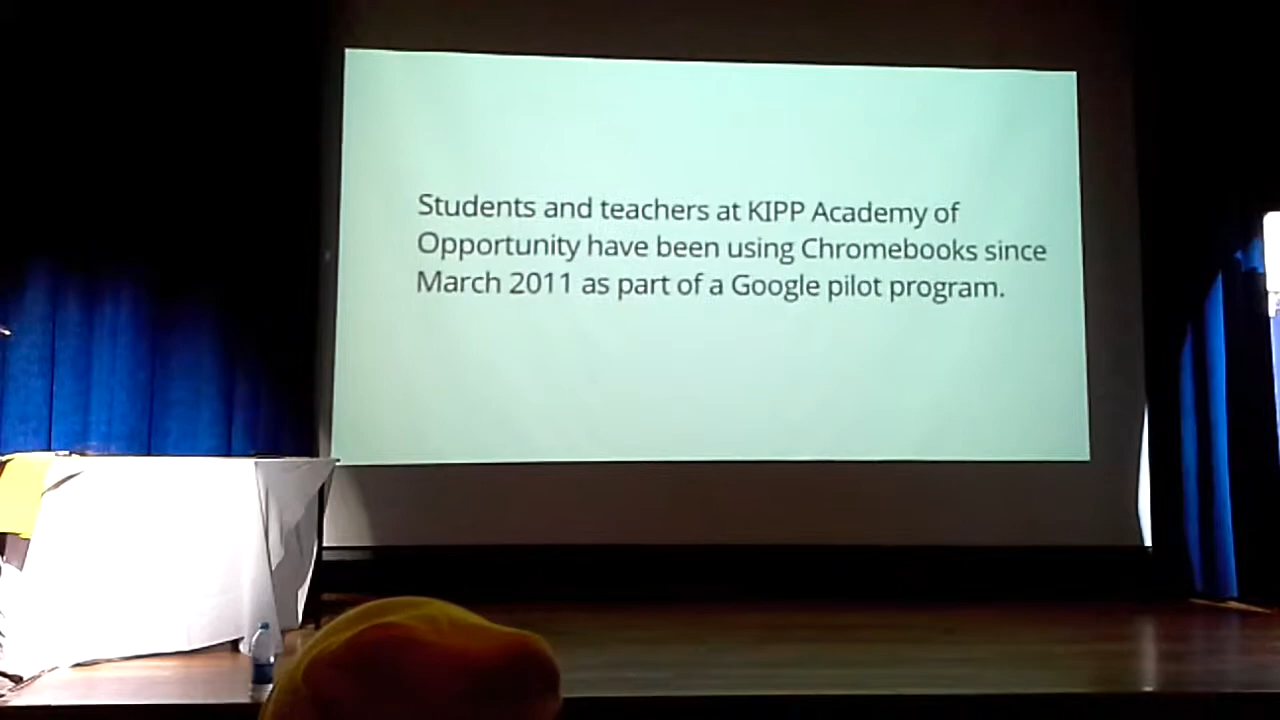 Students and teachers at KIPP Academy of
Opportunity have been using Chromebooks since
March 2011 as part of a Google pilot program.